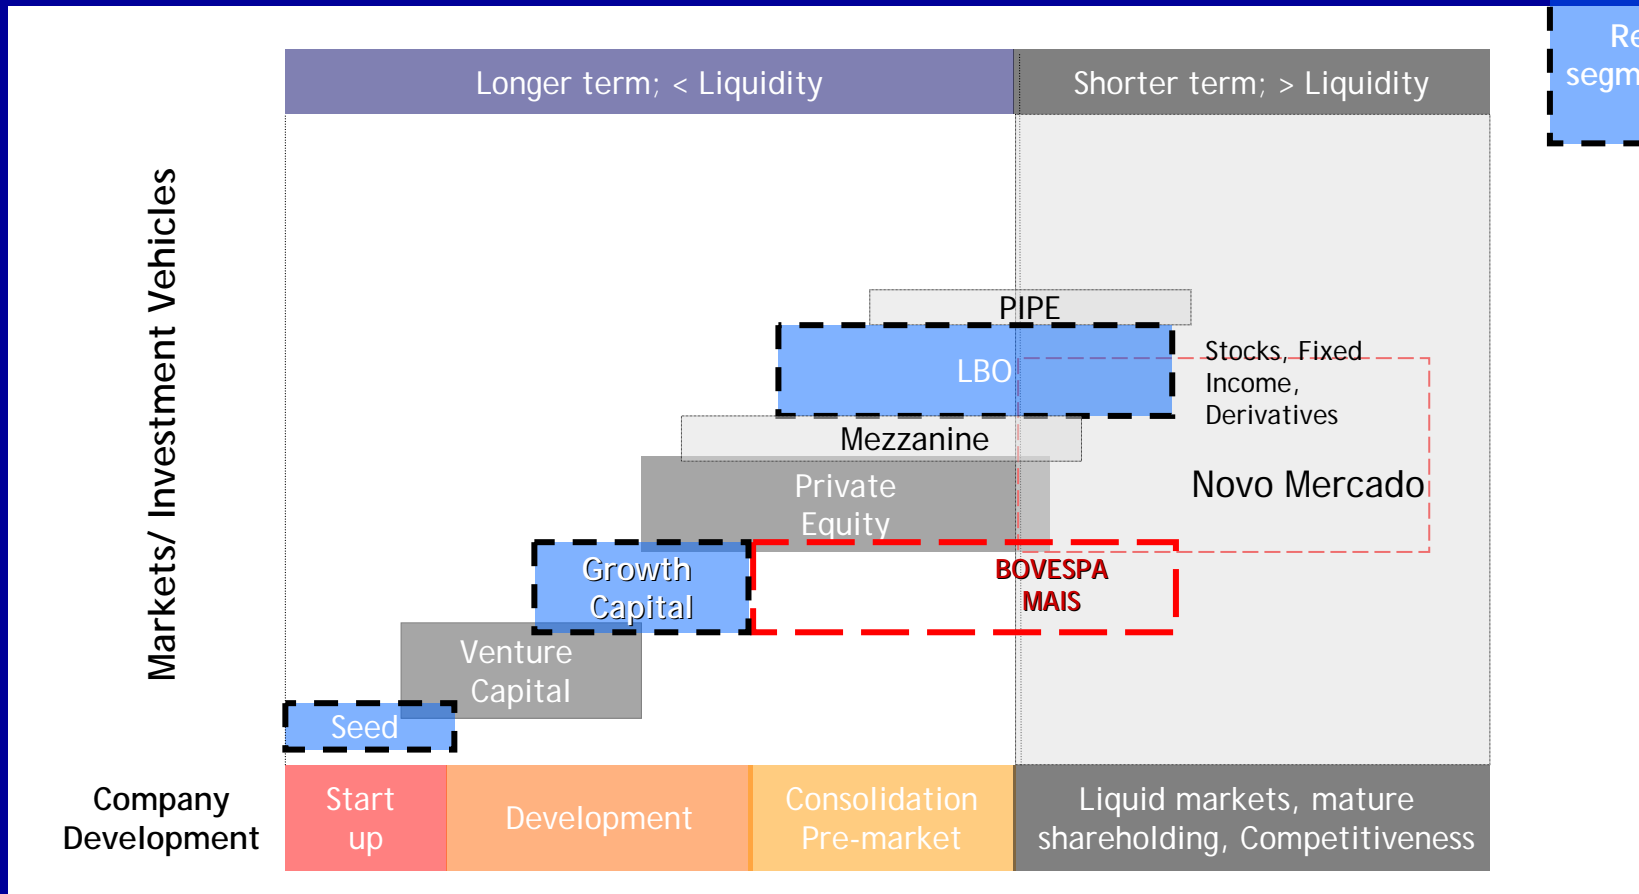 Longer term; < Liquidity
Shorter term; > Liquidity
Markets/ Investment Vehicles
PIPE
LBO
Stocks, Fixed
Income,
Derivatives
Mezzanine
Novo Mercado
Private
Equity
Growth
Capital
BOVESPA
MAIS
Venture
Capital
Seed
Company
Development
Start
up
Development
Consolidation
Pre-market
Liquid markets, mature
shareholding, Competitiveness